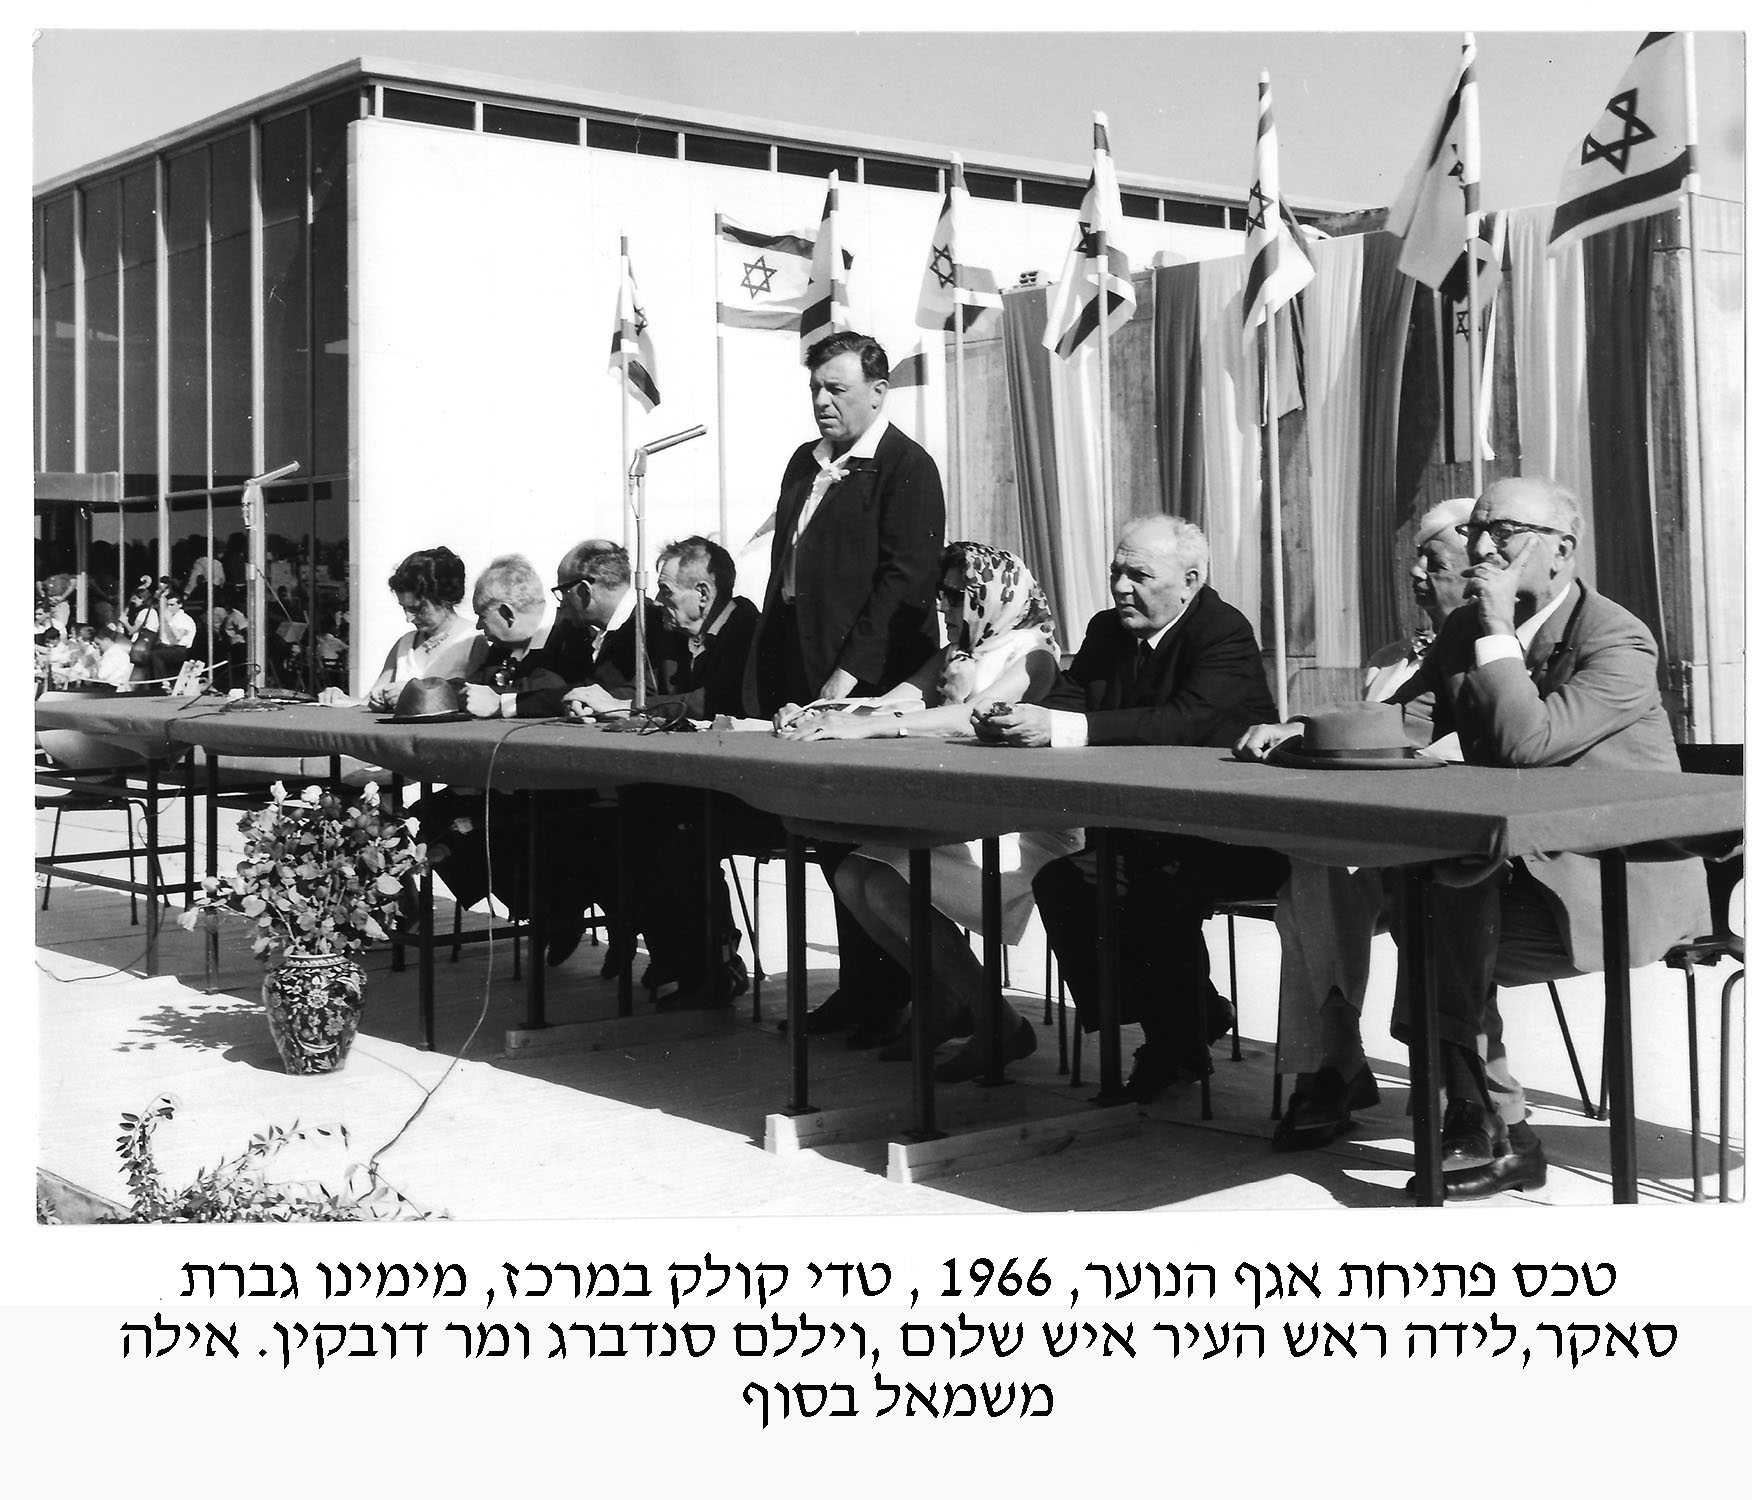 טכס פתיחת אגף הנוער, 1966 , טדי קולק במרכז, מימינו גברת
סאקר,לידה ראש העיר איש שלום ,ויללם סנדברג ומר דובקין. אילה
משמאל בסוף